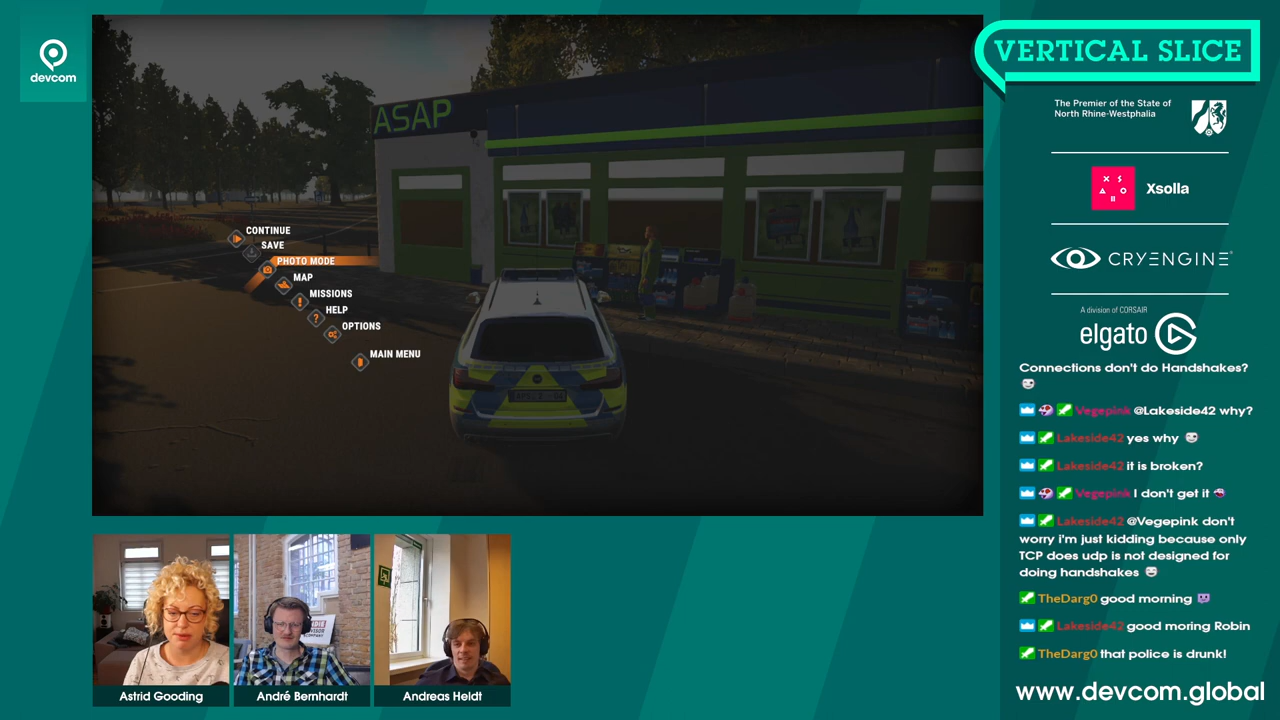 devcom
ASAP
CONTINUE
SAVE
PHOTO MODE
MAP
MISSIONS
HELP
OPTIONS
MAIN MENU
Astrid Gooding
André Bernhardt
Andreas Heldt
VERTICAL SLICE
The Premier of the State of
North Rhine-Westphalia
Xsolla
CRYENGINE
A division of CORSAIR
elgato
Connections don't do Handshakes?
Vegepink @Lakeside42 why?
Lakeside42 yes why
Lakeside42 it is broken?
Vegepink I don't get it
Lakeside42 @Vegepink don't
worry i'm just kidding because only
TCP does udp is not designed for
doing handshakes
TheDarg0 good morning
Lakeside42 good moring Robin
TheDarg0 that police is drunk!
www.devcom.global